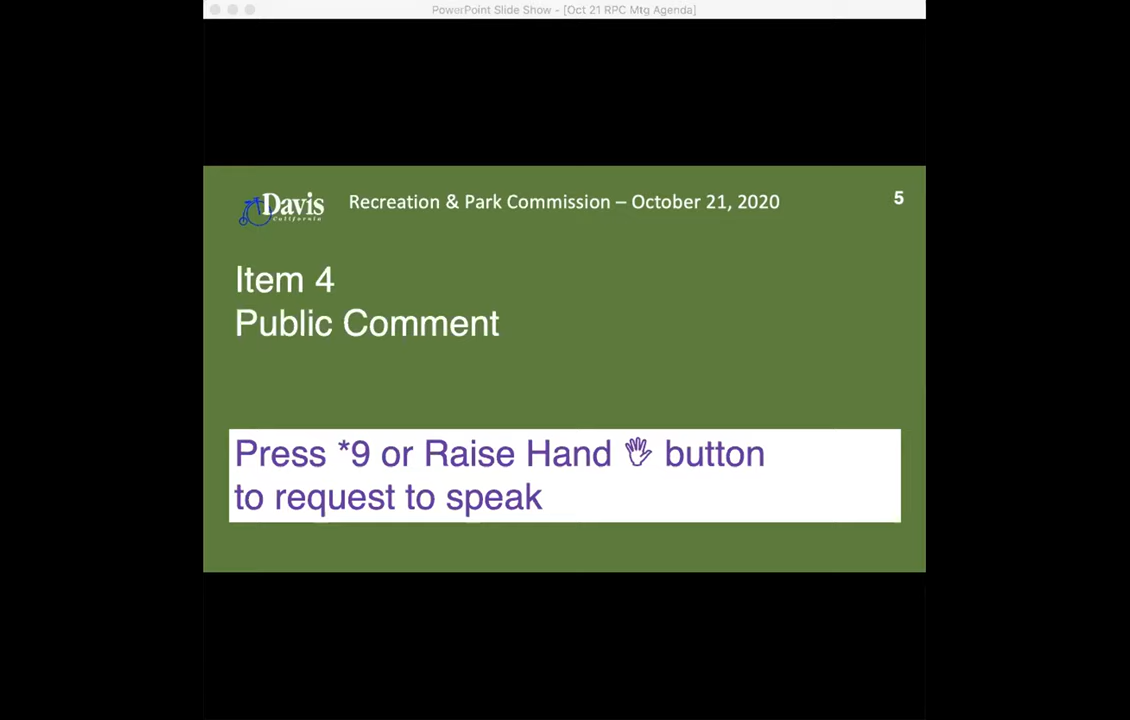 PowerPoint Slide Show - [Oct 21 RPC Mtg Agenda]
Davis
California
Recreation & Park Commission – October 21, 2020
5
Item 4
Public Comment
Press *9 or Raise Hand 👋 button
to request to speak